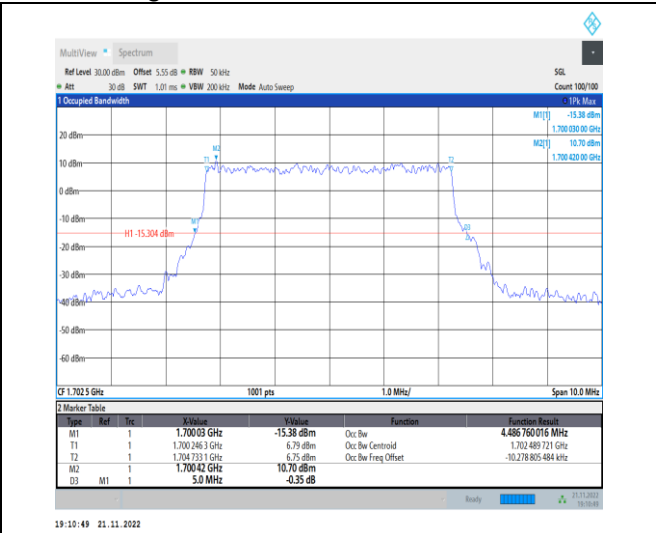 MultiView Spectrum
Ref Level 30.00 dBm Offset 5.55 dB RBW 50 kHz SGL
Att 30 dB SWT 1.01 ms VBW 200 kHz Mode Auto Sweep Count 100/100
1 Occupied Bandwidth 1Pk Max
M1[1] -15.38 dBm
1.700 030 00 GHz
20 dBm
M2[1] 10.70 dBm
1.700 420 00 GHz
M2
T1 T2
10 dBm
0 dBm
-10 dBm
M1 D3
H1 -15.304 dBm
-20 dBm
-30 dBm
-40 dBm
-50 dBm
-60 dBm
CF 1.702 5 GHz 1001 pts 1.0 MHz/ Span 10.0 MHz
2 Marker Table
Type Ref Trc X-Value Y-Value Function Function Result
M1 1 1.700 03 GHz -15.38 dBm Occ Bw 4.486 760 016 MHz
T1 1 1.700 246 3 GHz 6.79 dBm Occ Bw Centroid 1.702 489 721 GHz
T2 1 1.704 733 1 GHz 6.75 dBm Occ Bw Freq Offset -10.278 805 484 kHz
M2 1 1.700 42 GHz 10.70 dBm
D3 M1 1 5.0 MHz -0.35 dB
Ready 21.11.2022
19:10:49
19:10:49 21.11.2022